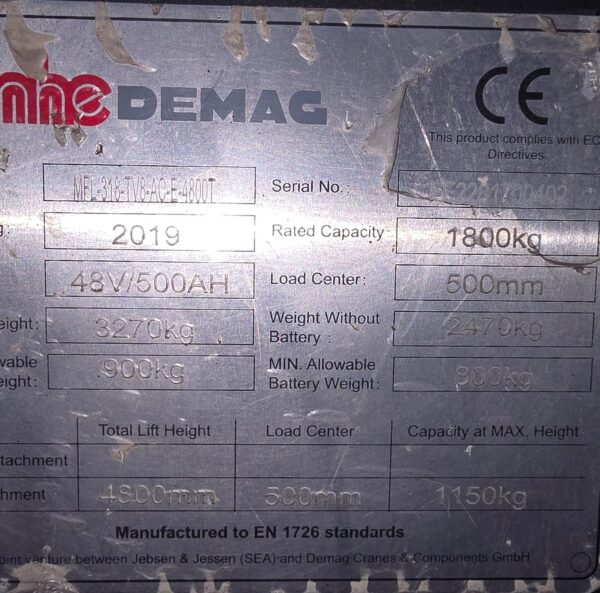 mhe DEMAG
CE
This product complies with EC
Directives
MFL-318-TV8-AC-E-4800T
Serial No.:
g:
2019
Rated Capacity:
1800kg
48V/500AH
Load Center:
500mm
eight:
3270kg
Weight Without
Battery :
2470kg
wable
eight:
900kg
MIN. Allowable
Battery Weight:
800kg
Total Lift Height
Load Center
Capacity at MAX. Height
ttachment
hment
4800mm
500mm
1150kg
Manufactured to EN 1726 standards
oint venture between Jebsen & Jessen (SEA) and Demag Cranes & Components GmbH